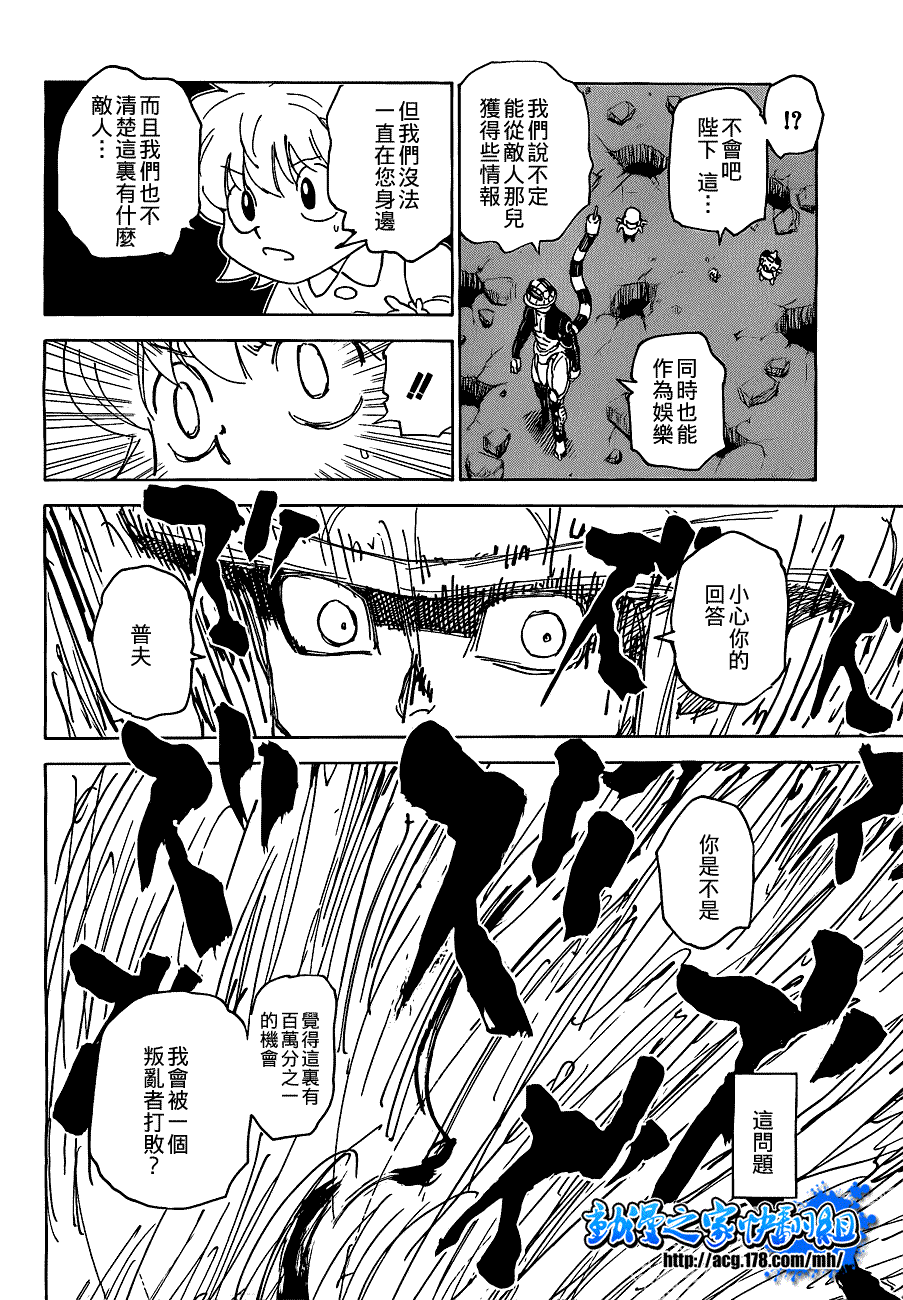 !?
不會吧
陛下 這…
我們說不定
能從敵人那兒
獲得些情報
同時也能
作為娛樂
但我們沒法
一直在您身邊
而且我們也不
清楚這裏有什麼
敵人…
!!
小心你的
回答
普夫
你是不是
覺得這裏有
百萬分之一
的機會
我會被一個
叛亂者打敗？
這問題
動漫之家快翻組
http://acg.178.com/mh/